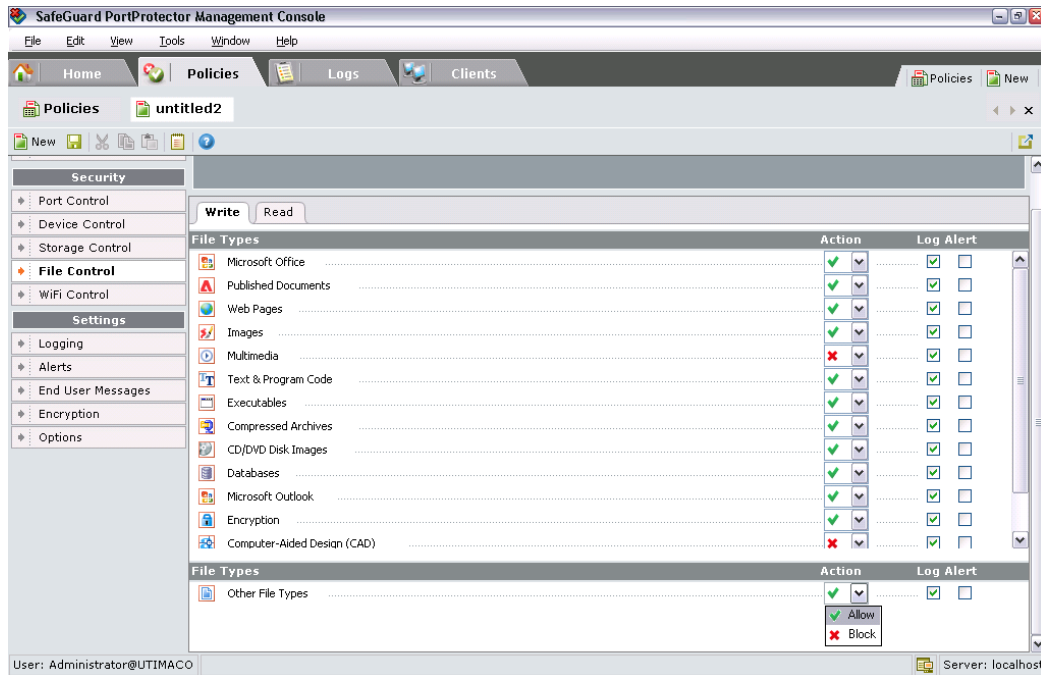 SafeGuard PortProtector Management Console
File Edit View Tools Window Help
Home Policies Logs Clients Policies New
Policies untitled2
New
Security
Port Control
Device Control
Storage Control
File Control
WiFi Control
Settings
Logging
Alerts
End User Messages
Encryption
Options
Write Read
File Types Action Log Alert
Microsoft Office
Published Documents
Web Pages
Images
Multimedia
Text & Program Code
Executables
Compressed Archives
CD/DVD Disk Images
Databases
Microsoft Outlook
Encryption
Computer-Aided Design (CAD)
File Types Action Log Alert
Other File Types
Allow
Block
User: Administrator@UTIMACO Server: localhost